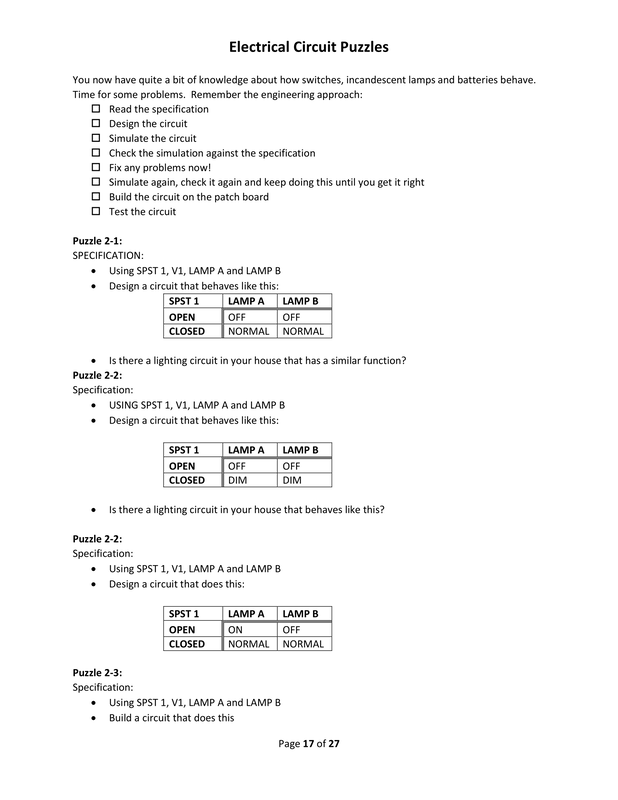 Electrical Circuit Puzzles
You now have quite a bit of knowledge about how switches, incandescent lamps and batteries behave.
Time for some problems.  Remember the engineering approach:
☐ Read the specification
☐ Design the circuit
☐ Simulate the circuit
☐ Check the simulation against the specification
☐ Fix any problems now!
☐ Simulate again, check it again and keep doing this until you get it right
☐ Build the circuit on the patch board
☐ Test the circuit
Puzzle 2-1:
SPECIFICATION:
• Using SPST 1, V1, LAMP A and LAMP B
• Design a circuit that behaves like this:
SPST 1 LAMP A LAMP B
OPEN OFF OFF
CLOSED NORMAL NORMAL
• Is there a lighting circuit in your house that has a similar function?
Puzzle 2-2:
Specification:
• USING SPST 1, V1, LAMP A and LAMP B
• Design a circuit that behaves like this:
SPST 1 LAMP A LAMP B
OPEN OFF OFF
CLOSED DIM DIM
• Is there a lighting circuit in your house that behaves like this?
Puzzle 2-2:
Specification:
• Using SPST 1, V1, LAMP A and LAMP B
• Design a circuit that does this:
SPST 1 LAMP A LAMP B
OPEN ON OFF
CLOSED NORMAL NORMAL
Puzzle 2-3:
Specification:
• Using SPST 1, V1, LAMP A and LAMP B
• Build a circuit that does this
Page 17 of 27